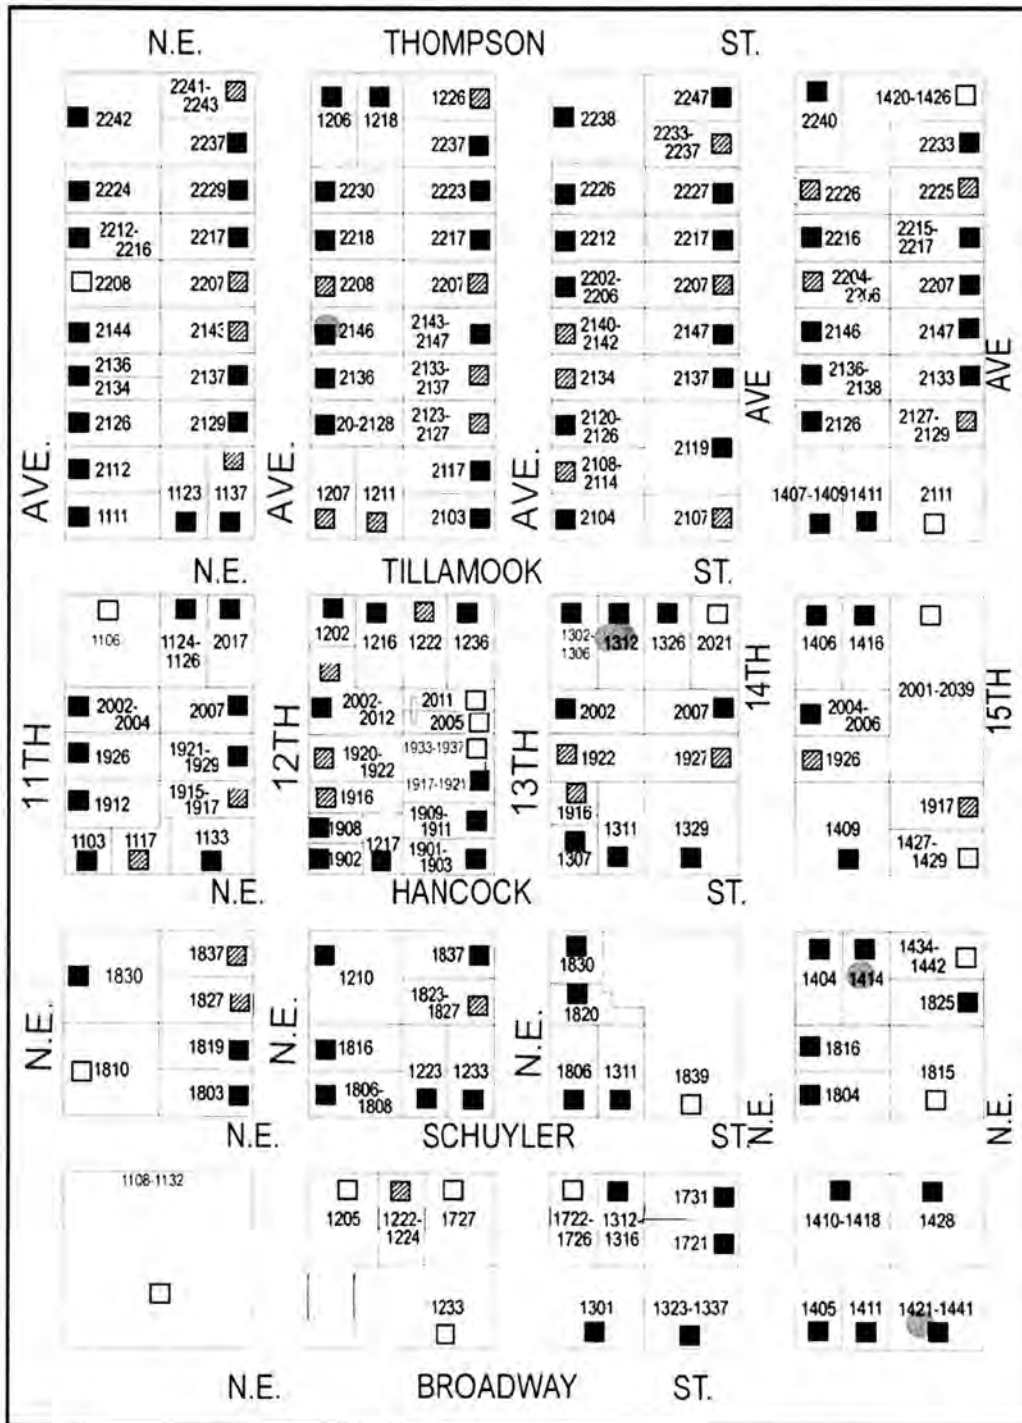 N.E. THOMPSON ST.
2241- 1226 2247 1420-1426
2243
2242 1206 1218 2238 2240
2237 2237 2233- 2233
2237
2224 2229 2230 2223 2226 2227 2226 2225
2212- 2217 2218 2217 2212 2217 2216 2215-
2216 2217
2208 2207 2208 2207 2202- 2207 2204- 2207
2206 2206
2144 2143 2146 2143- 2140- 2147 2146 2147
2147 2142
2136 2137 2136 2133- 2134 2137 2136- 2133
2134 2137 2138
2126 2129 20-2128 2123- 2120- 2126 2127-
2127 2126 2129
2119
2112 2117 2108-
2114
1123 1137 1207 1211 1407-1409 1411 2111
1111 2103 2104 2107
AVE. AVE. AVE. AVE AVE
N.E. TILLAMOOK ST.
1106 1124- 2017 1202 1216 1222 1236 1302- 1312 1326 2021 1406 1416
1126 1306
2001-2039
2002- 2007 2002- 2011 2002 2007 2004-
2004 2012 2005 2006
1926 1921- 1920- 1933-1937 1922 1927 1926
1929 1922
1912 1915- 1916 1917-1921 1916 1917
1917
1908 1909- 1311 1329 1409
1911
1103 1117 1133 1902 1217 1901- 1307 1427-
1903 1429
11TH 12TH 13TH 14TH 15TH
N.E. HANCOCK ST.
1830 1837 1210 1837 1830 1404 1414 1434-
1442
1827 1823- 1820 1825
1827
1819 1816 1816
1810 1223 1233 1806 1311 1839 1815
1803 1806- 1804
1808
N.E. N.E. N.E. N.E. N.E.
N.E. SCHUYLER ST.
1108-1132 1731
1205 1222- 1727 1722- 1312- 1410-1418 1428
1224 1726 1316
1721
1233 1301 1323-1337 1405 1411 1421-1441
N.E. BROADWAY ST.